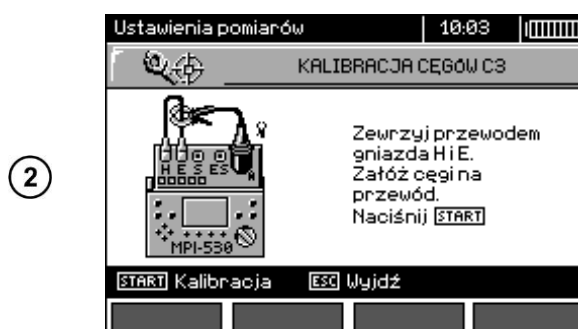 Ustawienia pomiarów 10:03
KALIBRACJA CĘGÓW C3
2
Zewrzyj przewodem
gniazda H i E.
Załóż cęgi na
przewód.
Naciśnij START
H E S ES
MPI-530
START Kalibracja ESC Wyjdź